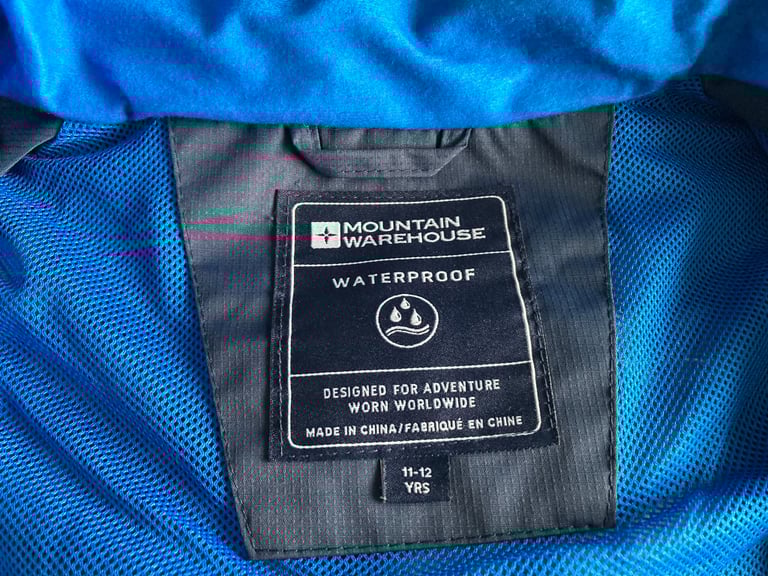 MOUNTAIN
WAREHOUSE
WATERPROOF
DESIGNED FOR ADVENTURE
WORN WORLDWIDE
MADE IN CHINA/FABRIQUÉ EN CHINE
11-12
YRS